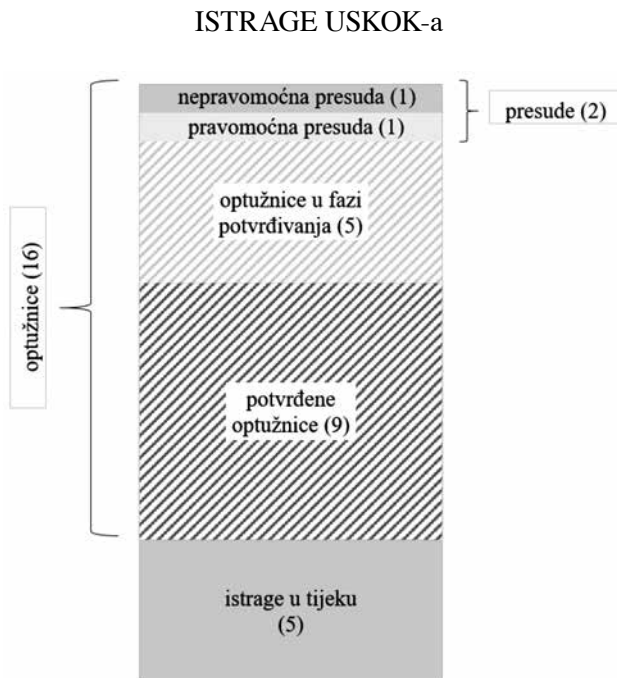 ISTRAGE USKOK-a
nepravomoćna presuda (1)
pravomoćna presuda (1)
presude (2)
optužnice u fazi
potvrđivanja (5)
optužnice (16)
potvrđene
optužnice (9)
istrage u tijeku
(5)